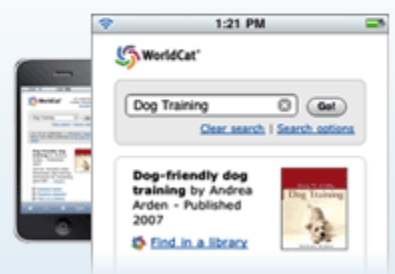 1:21 PM
WorldCat
Dog Training
Go!
Clear search | Search options
Dog-friendly dog
training by Andrea
Arden - Published
2007
Find in a library
Dog Training